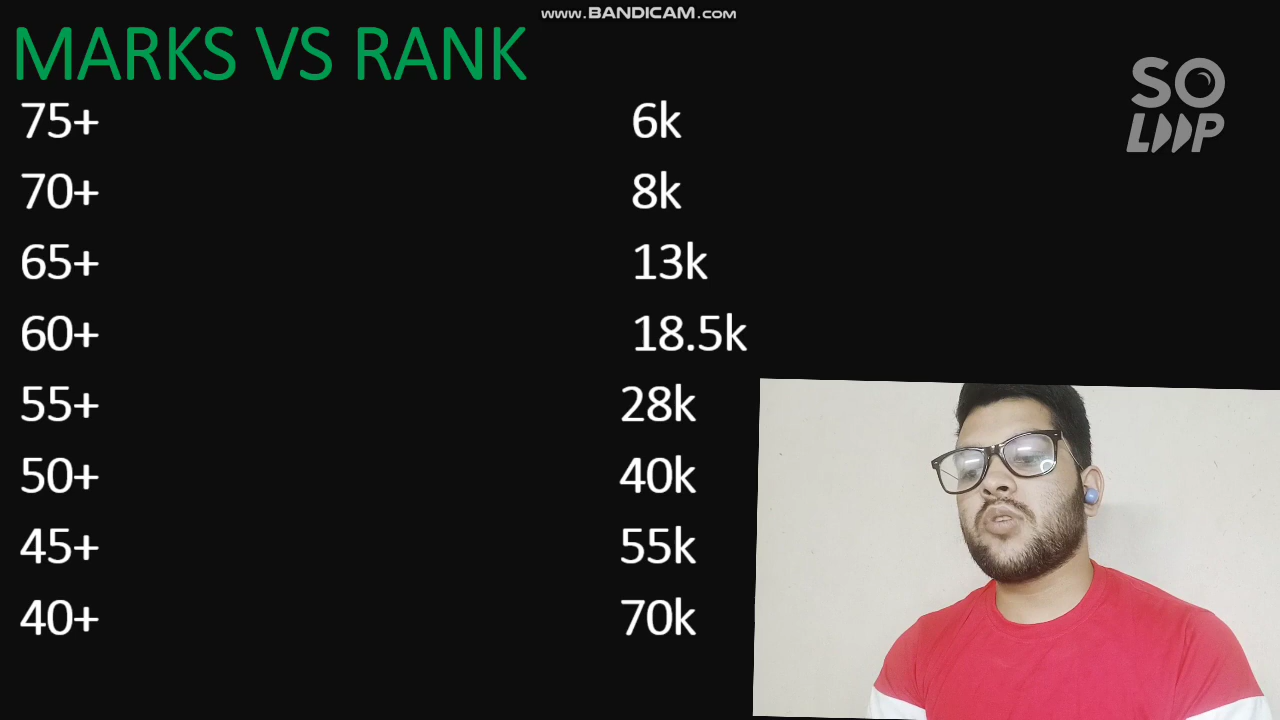 www.BANDICAM.com
MARKS VS RANK
SO
LOOP
75+ 6k
70+ 8k
65+ 13k
60+ 18.5k
55+ 28k
50+ 40k
45+ 55k
40+ 70k